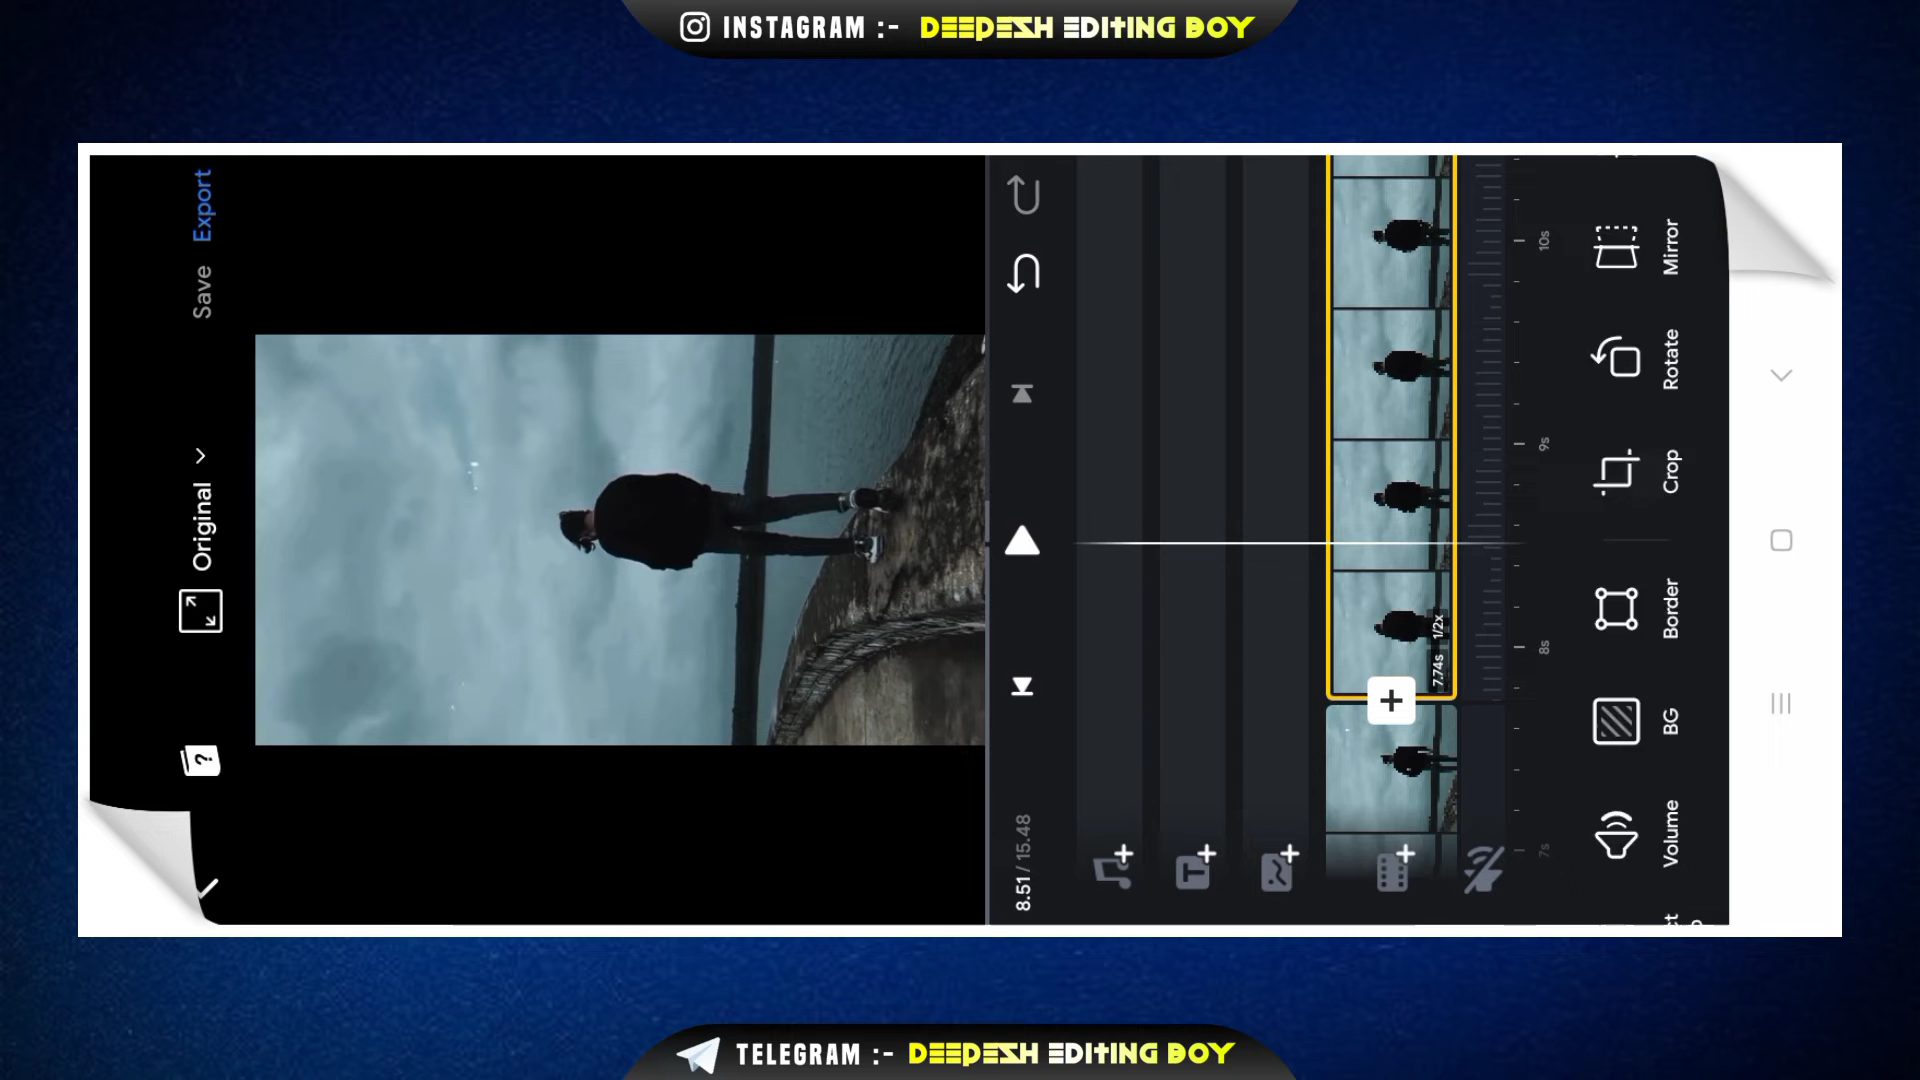 INSTAGRAM :- DEEPESH EDITING BOY
Save Export
Original
?
8.51 / 15.48
T
7.74s 1/2x
7s 8s 9s 10s
Volume BG Border Crop Rotate Mirror
TELEGRAM :- DEEPESH EDITING BOY